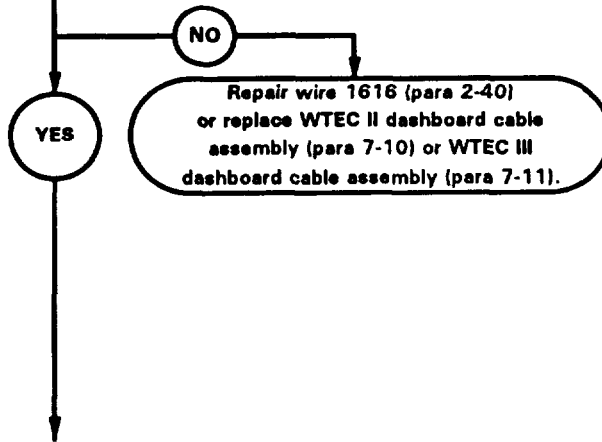 NO
YES
Repair wire 1616 (para 2-40)
or replace WTEC II dashboard cable
assembly (para 7-10) or WTEC III
dashboard cable assembly (para 7-11).